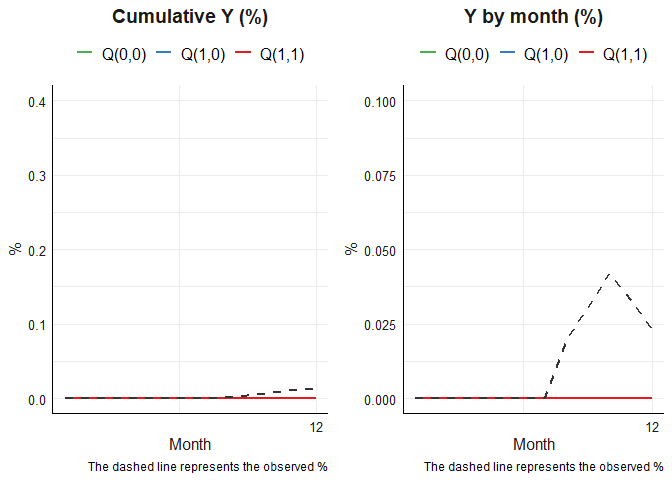 Cumulative Y (%)
Q(0,0) Q(1,0) Q(1,1)
0.4
0.3
0.2
0.1
0.0
%
12
Month
The dashed line represents the observed %
Y by month (%)
Q(0,0) Q(1,0) Q(1,1)
0.100
0.075
0.050
0.025
0.000
%
12
Month
The dashed line represents the observed %